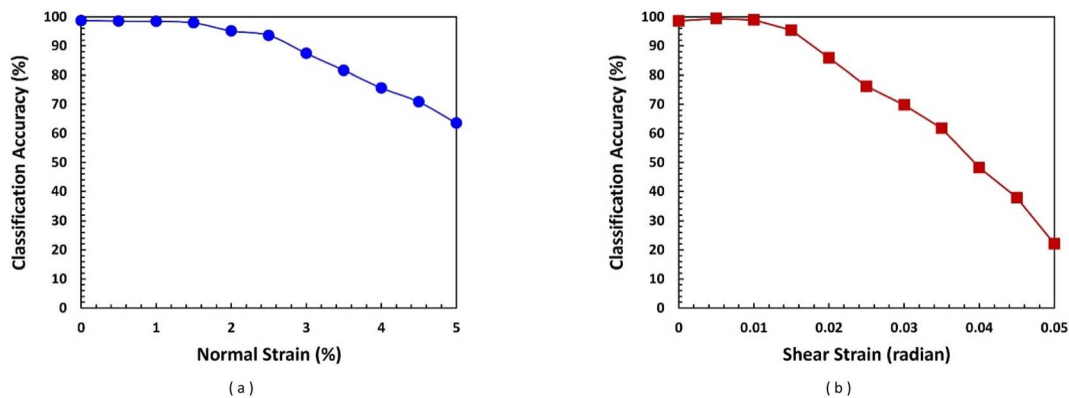 100
90
80
70
60
50
40
30
20
10
0
Classification Accuracy (%)
0 1 2 3 4 5
Normal Strain (%)
( a )
100
90
80
70
60
50
40
30
20
10
0
Classification Accuracy (%)
0 0.01 0.02 0.03 0.04 0.05
Shear Strain (radian)
( b )